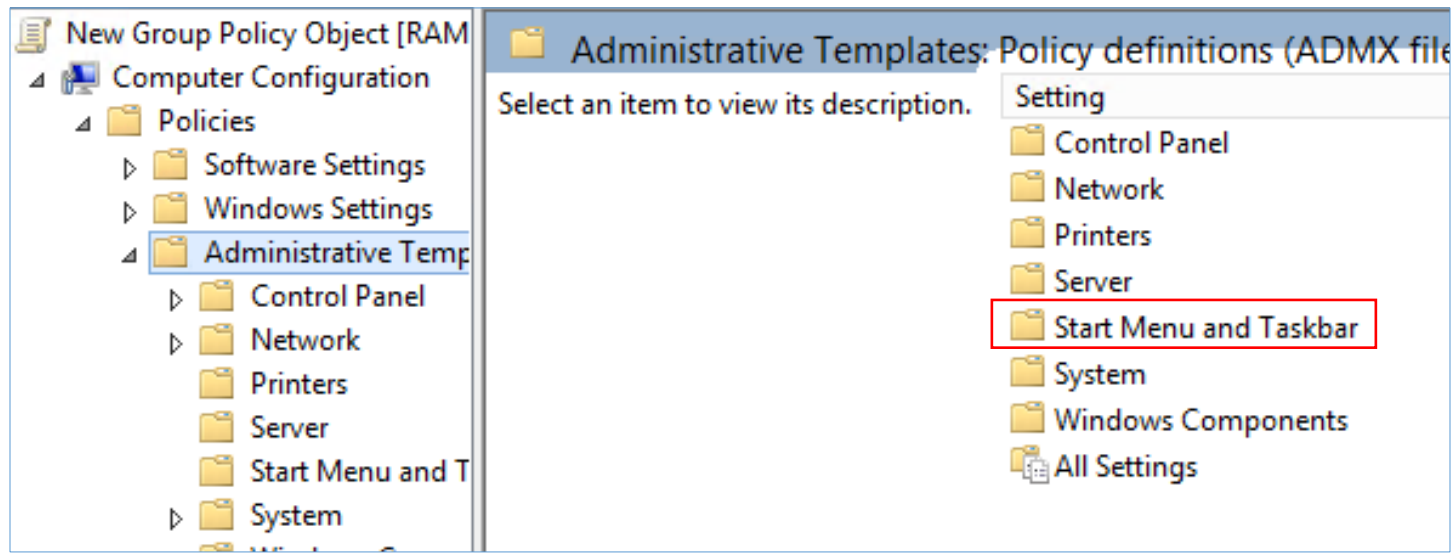 New Group Policy Object [RAM
Computer Configuration
Policies
Software Settings
Windows Settings
Administrative Temp
Control Panel
Network
Printers
Server
Start Menu and T
System
Administrative Templates: Policy definitions (ADMX file
Select an item to view its description.
Setting
Control Panel
Network
Printers
Server
Start Menu and Taskbar
System
Windows Components
All Settings